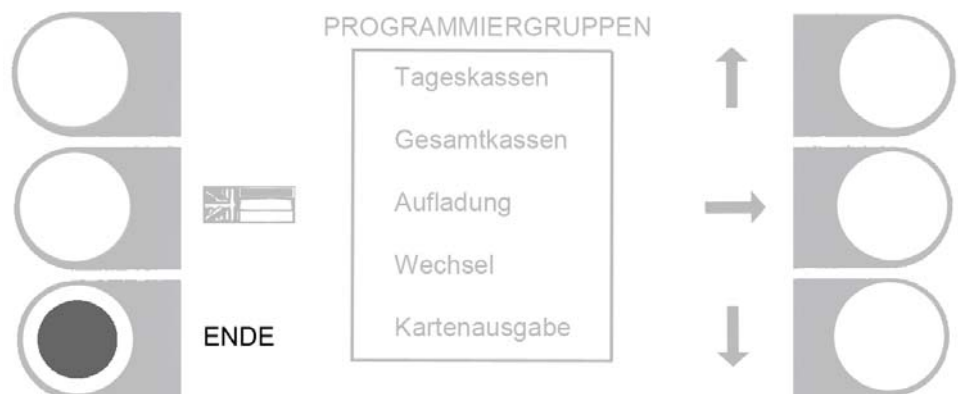 PROGRAMMIERGRUPPEN
Tageskassen
Gesamtkassen
Aufladung
Wechsel
Kartenausgabe
ENDE